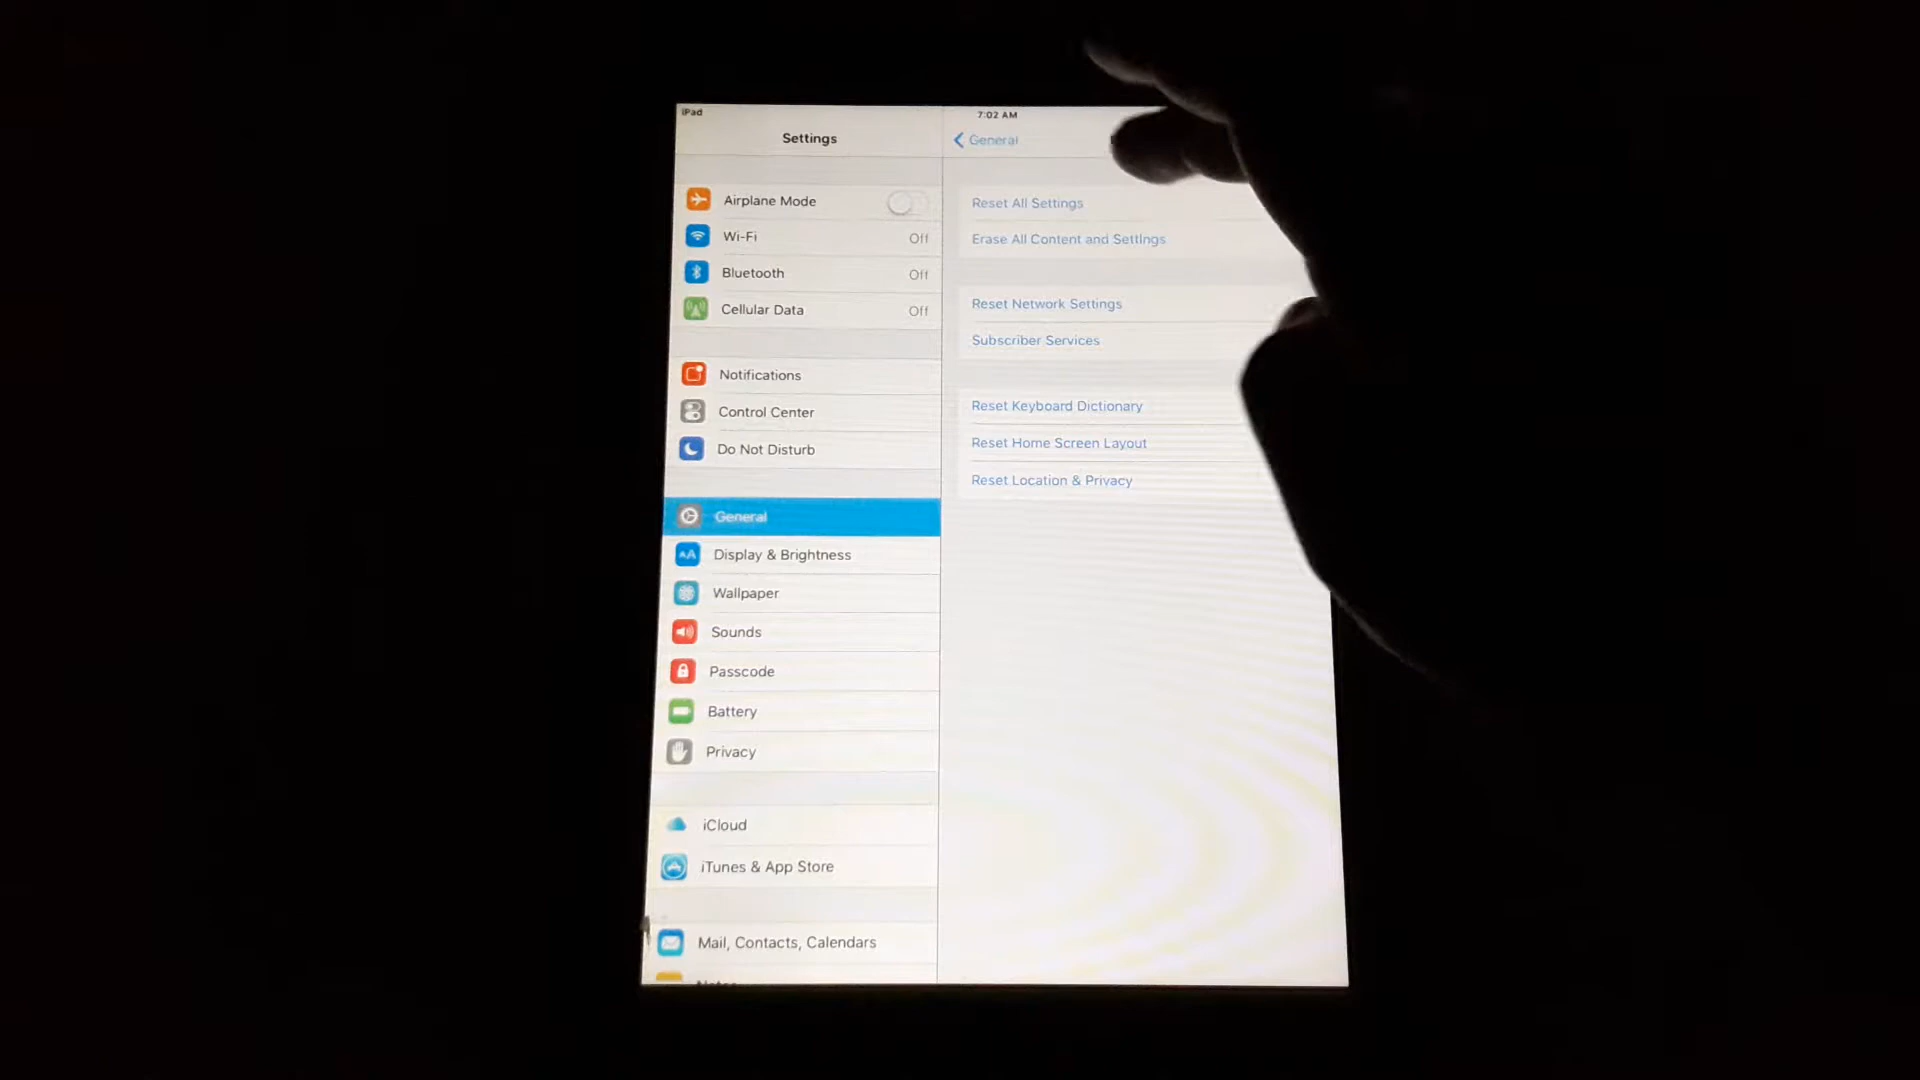 iPad
7:02 AM
Settings
General
Airplane Mode
Wi-Fi
Off
Bluetooth
Off
Cellular Data
Off
Notifications
Control Center
Do Not Disturb
General
AA
Display & Brightness
Wallpaper
Sounds
Passcode
Battery
Privacy
iCloud
iTunes & App Store
Mail, Contacts, Calendars
Reset All Settings
Erase All Content and Settings
Reset Network Settings
Subscriber Services
Reset Keyboard Dictionary
Reset Home Screen Layout
Reset Location & Privacy